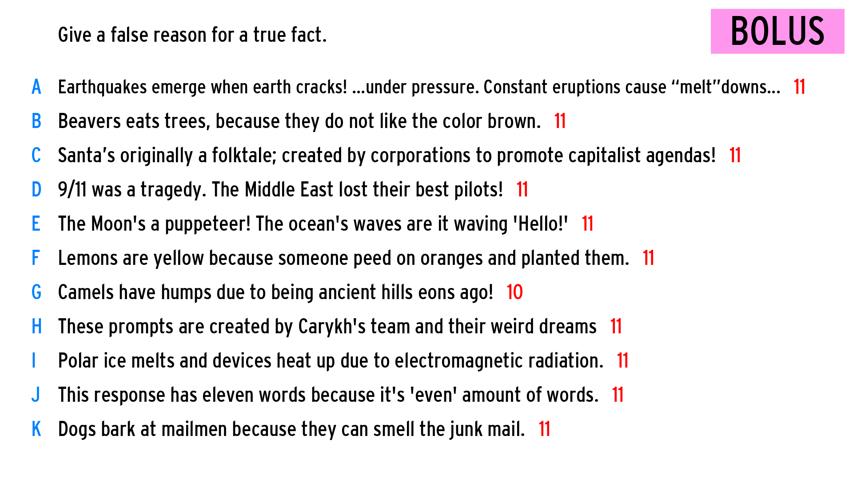 Give a false reason for a true fact.
BOLUS
A Earthquakes emerge when earth cracks! ...under pressure. Constant eruptions cause “melt”downs... 11
B Beavers eats trees, because they do not like the color brown. 11
C Santa’s originally a folktale; created by corporations to promote capitalist agendas! 11
D 9/11 was a tragedy. The Middle East lost their best pilots! 11
E The Moon's a puppeteer! The ocean's waves are it waving 'Hello!' 11
F Lemons are yellow because someone peed on oranges and planted them. 11
G Camels have humps due to being ancient hills eons ago! 10
H These prompts are created by Carykh's team and their weird dreams 11
I Polar ice melts and devices heat up due to electromagnetic radiation. 11
J This response has eleven words because it's 'even' amount of words. 11
K Dogs bark at mailmen because they can smell the junk mail. 11